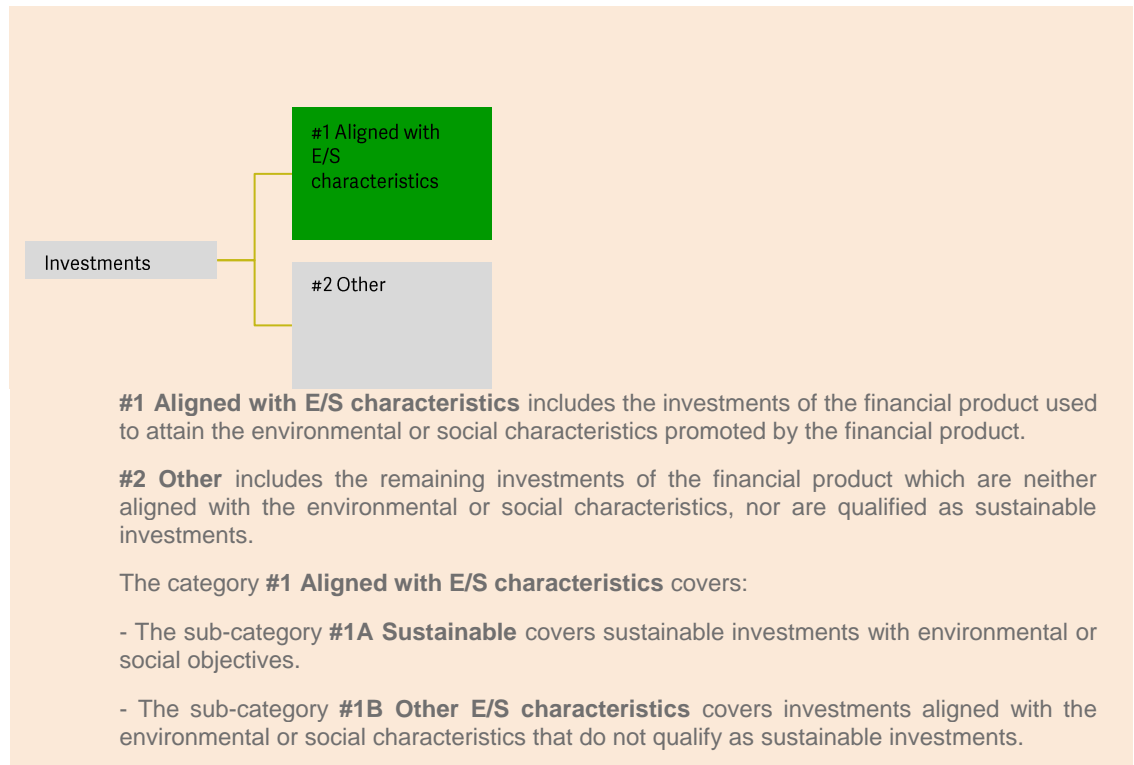 #1 Aligned with
E/S
characteristics
Investments
#2 Other
#1 Aligned with E/S characteristics includes the investments of the financial product used
to attain the environmental or social characteristics promoted by the financial product.
#2 Other includes the remaining investments of the financial product which are neither
aligned with the environmental or social characteristics, nor are qualified as sustainable
investments.
The category #1 Aligned with E/S characteristics covers:
- The sub-category #1A Sustainable covers sustainable investments with environmental or
social objectives.
- The sub-category #1B Other E/S characteristics covers investments aligned with the
environmental or social characteristics that do not qualify as sustainable investments.